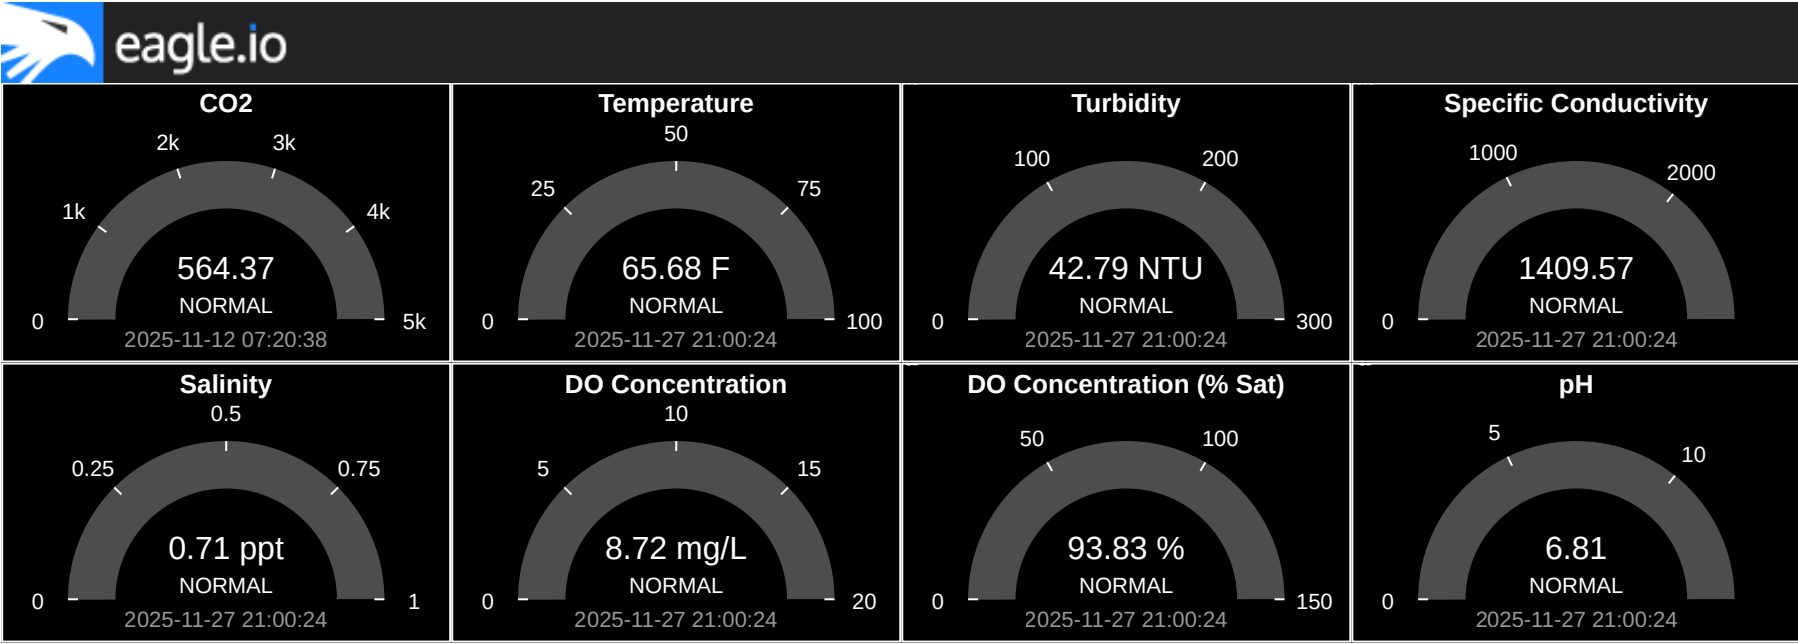 eagle.io
CO2
2k
3k
1k
4k
564.37
NORMAL
0
5k
2025-11-12 07:20:38
Temperature
50
25
75
65.68 F
NORMAL
0
100
2025-11-27 21:00:24
Turbidity
100
200
42.79 NTU
NORMAL
0
300
2025-11-27 21:00:24
Specific Conductivity
1000
2000
1409.57
NORMAL
0
2025-11-27 21:00:24
Salinity
0.5
0.25
0.75
0.71 ppt
NORMAL
0
1
2025-11-27 21:00:24
DO Concentration
10
5
15
8.72 mg/L
NORMAL
0
20
2025-11-27 21:00:24
DO Concentration (% Sat)
50
100
93.83 %
NORMAL
0
150
2025-11-27 21:00:24
pH
5
10
6.81
NORMAL
0
2025-11-27 21:00:24